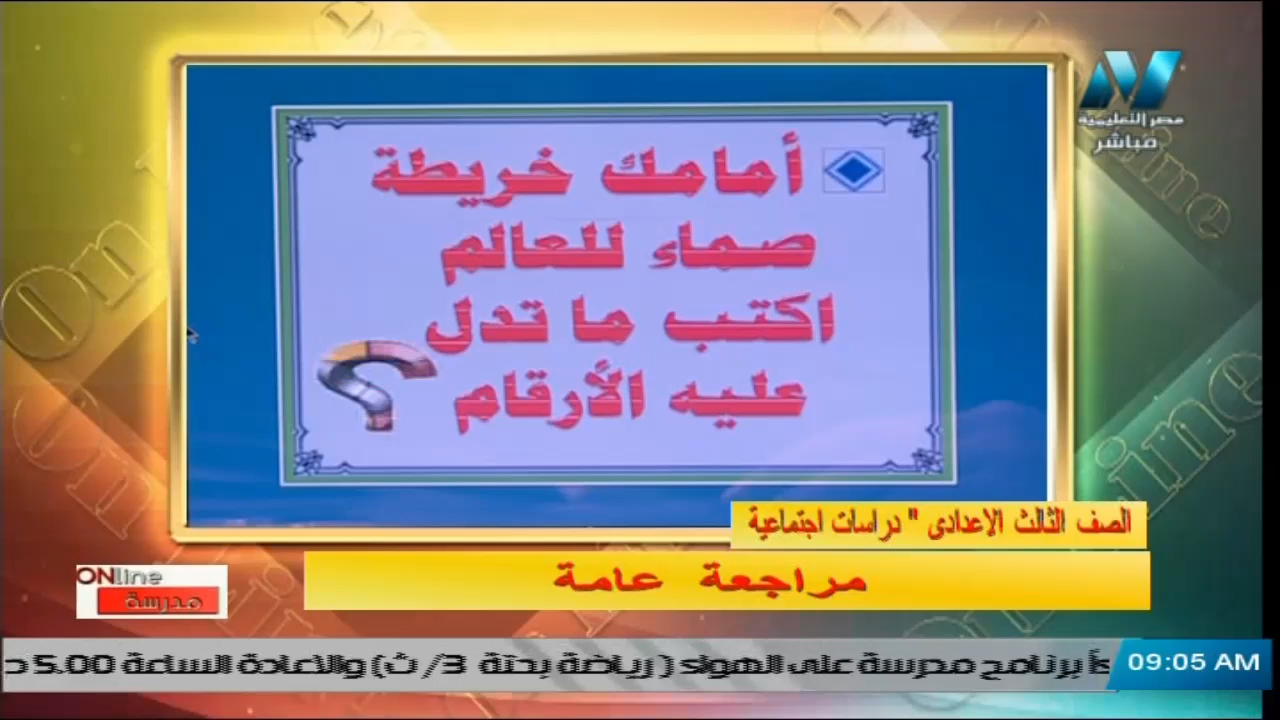 مصر التعليمية
مباشر
أمامك خريطة
صماء للعالم
اكتب ما تدل
عليه الأرقام
؟
الصف الثالث الاعدادى " دراسات اجتماعية
مراجعة عامة
ONline
مدرسة
برنامج مدرسة على الهواء ( رياضة بحتة 3/ ث) والاعادة الساعة 5.00
09:05 AM